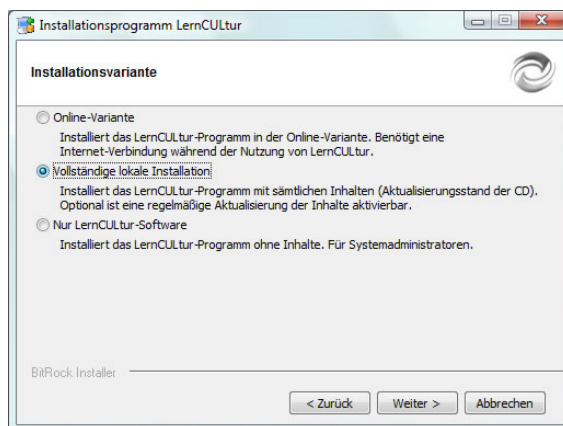 Installationsprogramm LernCULtur
Installationsvariante
Online-Variante
Installiert das LernCULtur-Programm in der Online-Variante. Benötigt eine
Internet-Verbindung während der Nutzung von LernCULtur.
Vollständige lokale Installation
Installiert das LernCULtur-Programm mit sämtlichen Inhalten (Aktualisierungsstand der CD).
Optional ist eine regelmäßige Aktualisierung der Inhalte aktivierbar.
Nur LernCULtur-Software
Installiert das LernCULtur-Programm ohne Inhalte. Für Systemadministratoren.
BitRock Installer
< Zurück Weiter > Abbrechen